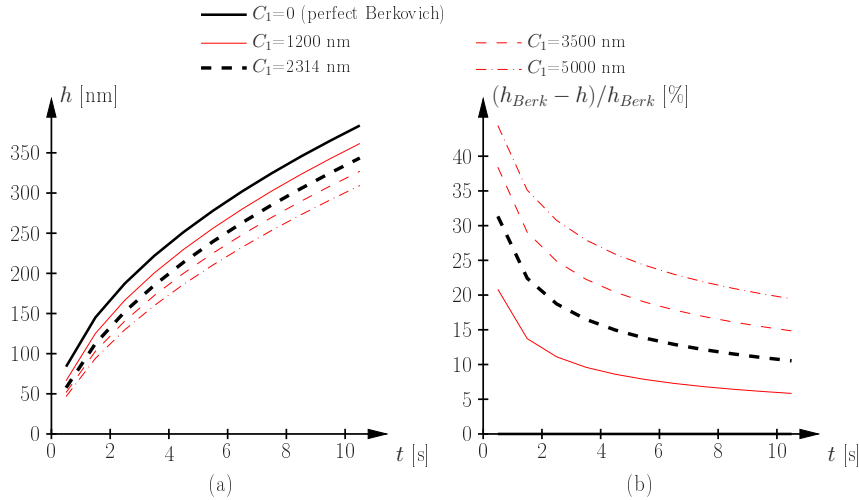 C₁=0 (perfect Berkovich)
C₁=1200 nm
C₁=2314 nm
C₁=3500 nm
C₁=5000 nm
h [nm]
350
300
250
200
150
100
50
0
0 2 4 6 8 10
t [s]
(a)
(h_Berk − h)/h_Berk [%]
40
35
30
25
20
15
10
5
0
0 2 4 6 8 10
t [s]
(b)